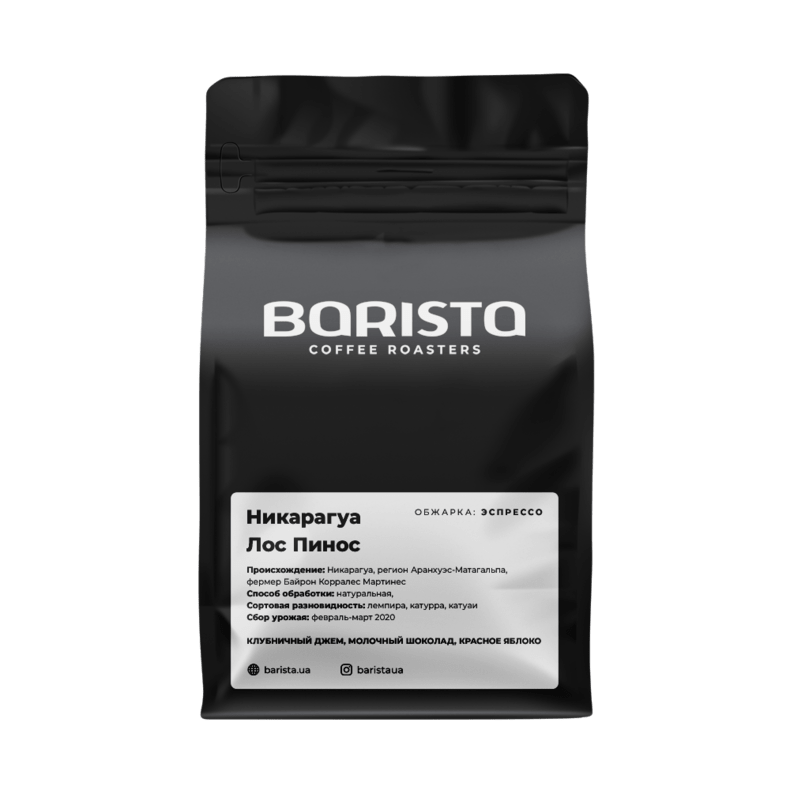 BARISTA
COFFEE ROASTERS
Никарагуа
Лос Пинос
ОБЖАРКА: ЭСПРЕССО
Происхождение: Никарагуа, регион Аранхуэс-Матагальпа,
фермер Байрон Корралес Мартинес
Способ обработки: натуральная,
Сортовая разновидность: лемпира, катурра, катуаи
Сбор урожая: февраль-март 2020
КЛУБНИЧНЫЙ ДЖЕМ, МОЛОЧНЫЙ ШОКОЛАД, КРАСНОЕ ЯБЛОКО
barista.ua
baristaua